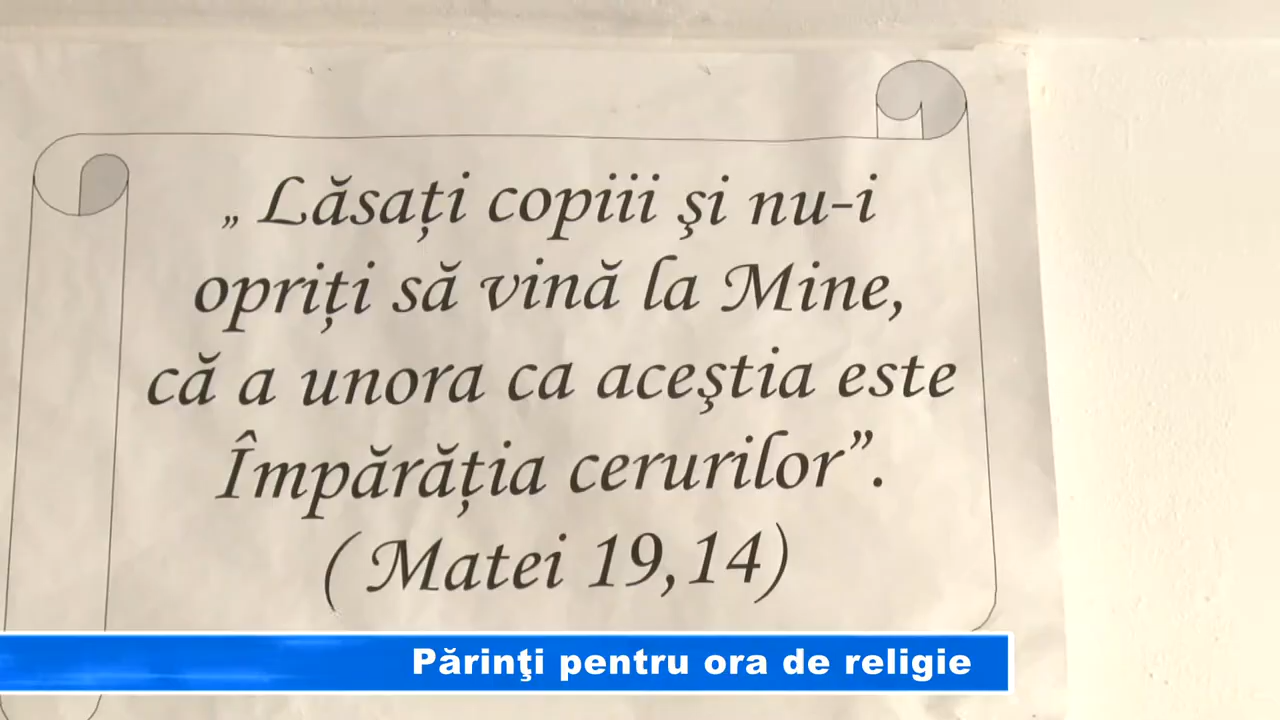 „ Lăsați copiii şi nu-i
opriți să vină la Mine,
că a unora ca aceştia este
Împărăția cerurilor”.
( Matei 19,14)
Părinţi pentru ora de religie